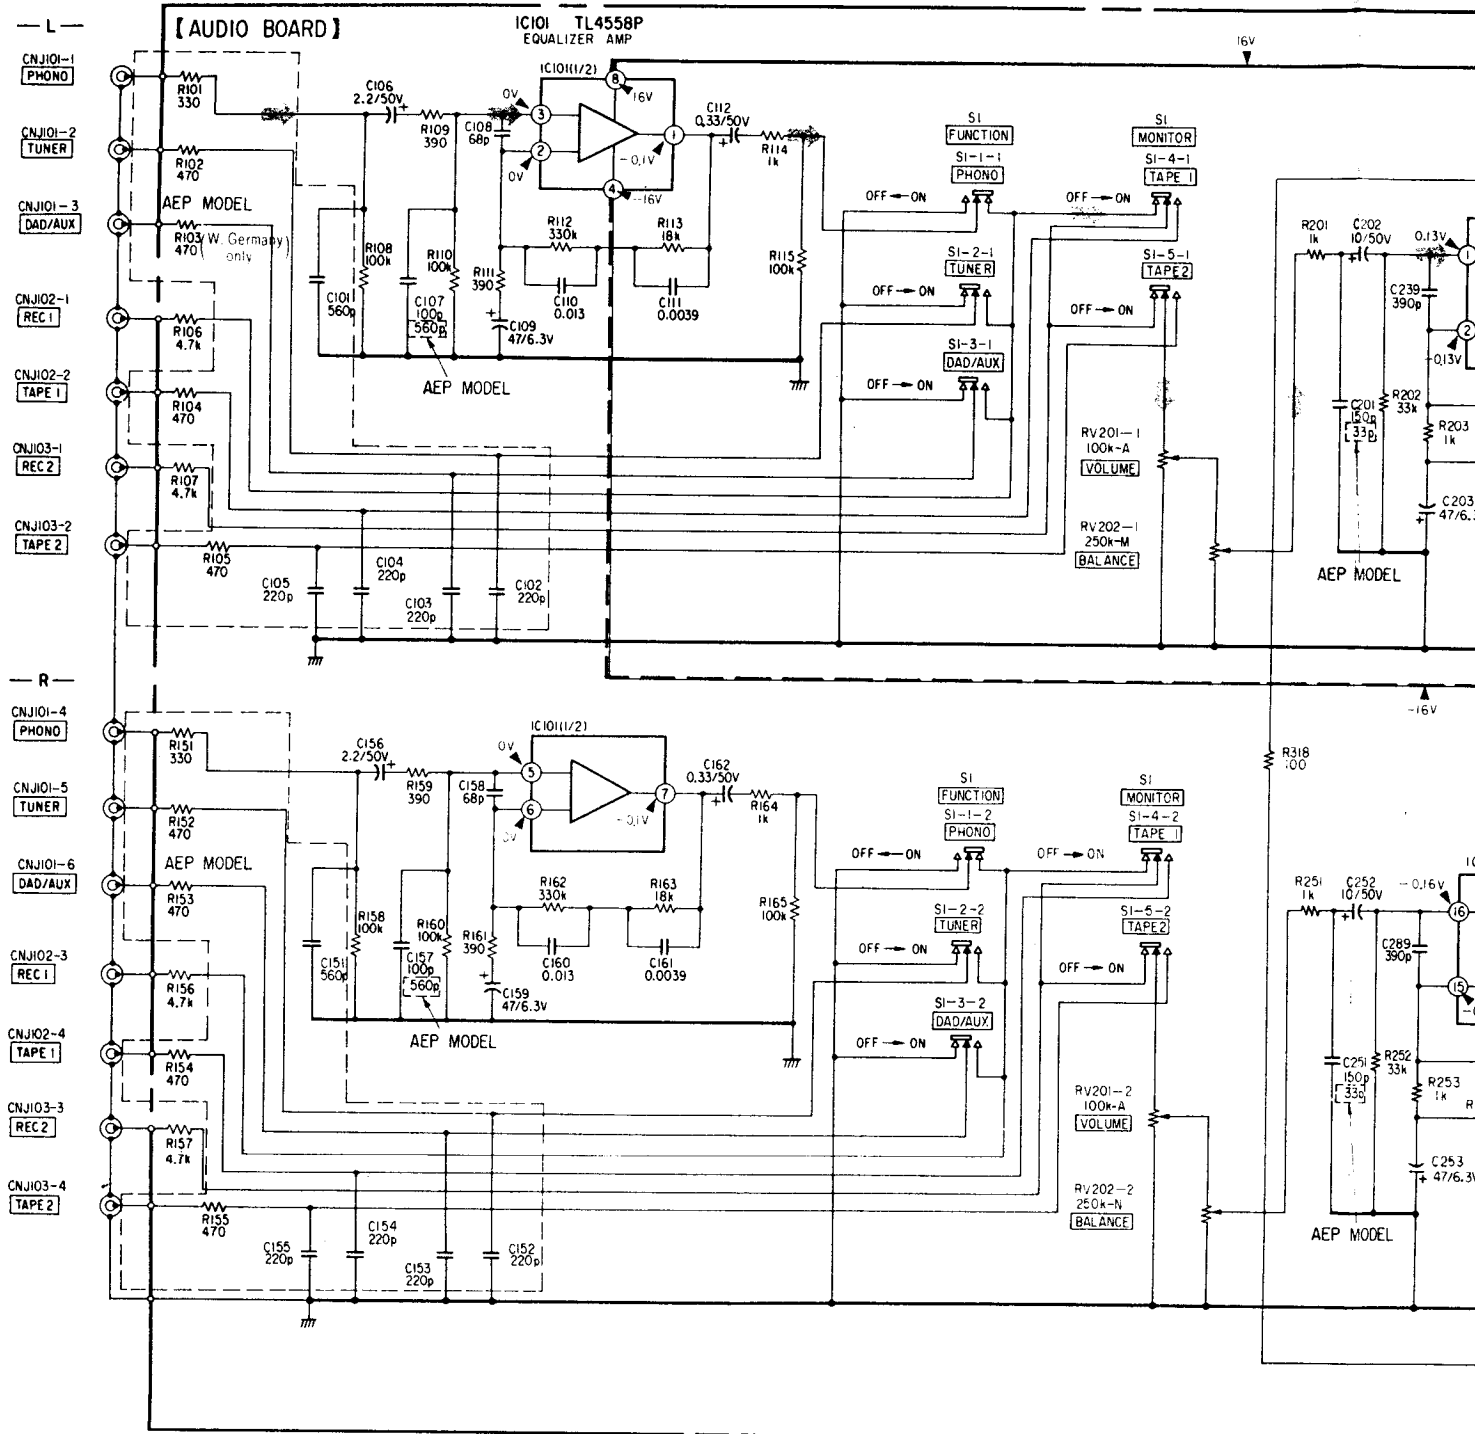 — L —
【AUDIO BOARD】
IC101 TL4558P
EQUALIZER AMP
16V
CNJ101-1
PHONO
R101
330
C106
2.2/50V
+
R109
390
0V
C108
68p
IC101(1/2)
3
2
0V
8
16V
1
-0.1V
4
-16V
C112
0.33/50V
+
R114
1k
S1
FUNCTION
S1-1-1
PHONO
OFF ← ON
S1
MONITOR
S1-4-1
TAPE 1
OFF → ON
CNJ101-2
TUNER
R102
470
AEP MODEL
CNJ101-3
DAD/AUX
R103
470
(W. Germany
only)
R108
100k
C101
560p
R110
100k
C107
100p
560p
AEP MODEL
R111
390
+
C109
47/6.3V
R112
330k
C110
0.013
R113
18k
C111
0.0039
R115
100k
S1-2-1
TUNER
OFF → ON
S1-5-1
TAPE2
OFF → ON
S1-3-1
DAD/AUX
OFF → ON
R201
1k
C202
10/50V
+
0.13V
1
C239
390p
2
-0.13V
C201
150p
33p
R202
33k
R203
1k
C203
47/6.3
+
AEP MODEL
CNJ102-1
REC 1
R106
4.7k
CNJ102-2
TAPE 1
R104
470
CNJ103-1
REC 2
R107
4.7k
CNJ103-2
TAPE 2
R105
470
C105
220p
C104
220p
C103
220p
C102
220p
RV201-1
100k-A
VOLUME
RV202-1
250k-M
BALANCE
— R —
-16V
CNJ101-4
PHONO
R151
330
C156
2.2/50V
+
R159
390
0V
C158
68p
IC101(1/2)
5
6
0V
7
-0.1V
C162
0.33/50V
+
R164
1k
S1
FUNCTION
S1-1-2
PHONO
OFF ← ON
S1
MONITOR
S1-4-2
TAPE 1
OFF → ON
R318
100
CNJ101-5
TUNER
R152
470
AEP MODEL
CNJ101-6
DAD/AUX
R153
470
C151
560p
R158
100k
R160
100k
C157
100p
560p
AEP MODEL
R161
390
+
C159
47/6.3V
R162
330k
C160
0.013
R163
18k
C161
0.0039
R165
100k
S1-2-2
TUNER
OFF → ON
S1-5-2
TAPE2
OFF → ON
S1-3-2
DAD/AUX
OFF → ON
R251
1k
C252
10/50V
+
-0.16V
16
C289
390p
15
C251
150p
33p
R252
33k
R253
1k
R
C253
47/6.3V
+
AEP MODEL
CNJ102-3
REC 1
R156
4.7k
CNJ102-4
TAPE 1
R154
470
CNJ103-3
REC 2
R157
4.7k
CNJ103-4
TAPE 2
R155
470
C155
220p
C154
220p
C153
220p
C152
220p
RV201-2
100k-A
VOLUME
RV202-2
250k-N
BALANCE